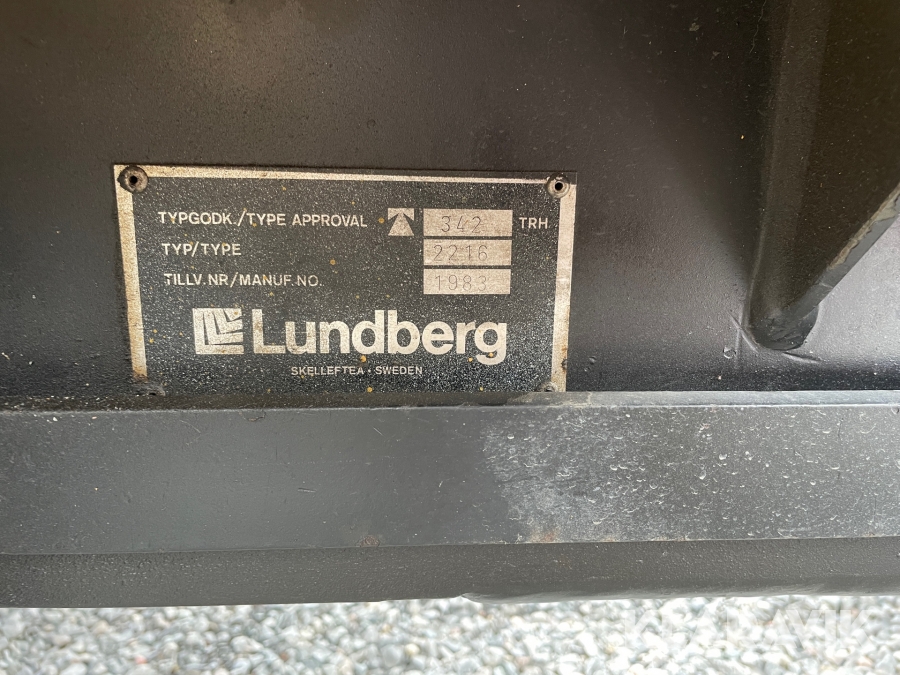 TYPGODK./TYPE APPROVAL 342 TRH
TYP/TYPE 2216
TILLV.NR/MANUF.NO. 1983
Lundberg
SKELLEFTEA · SWEDEN